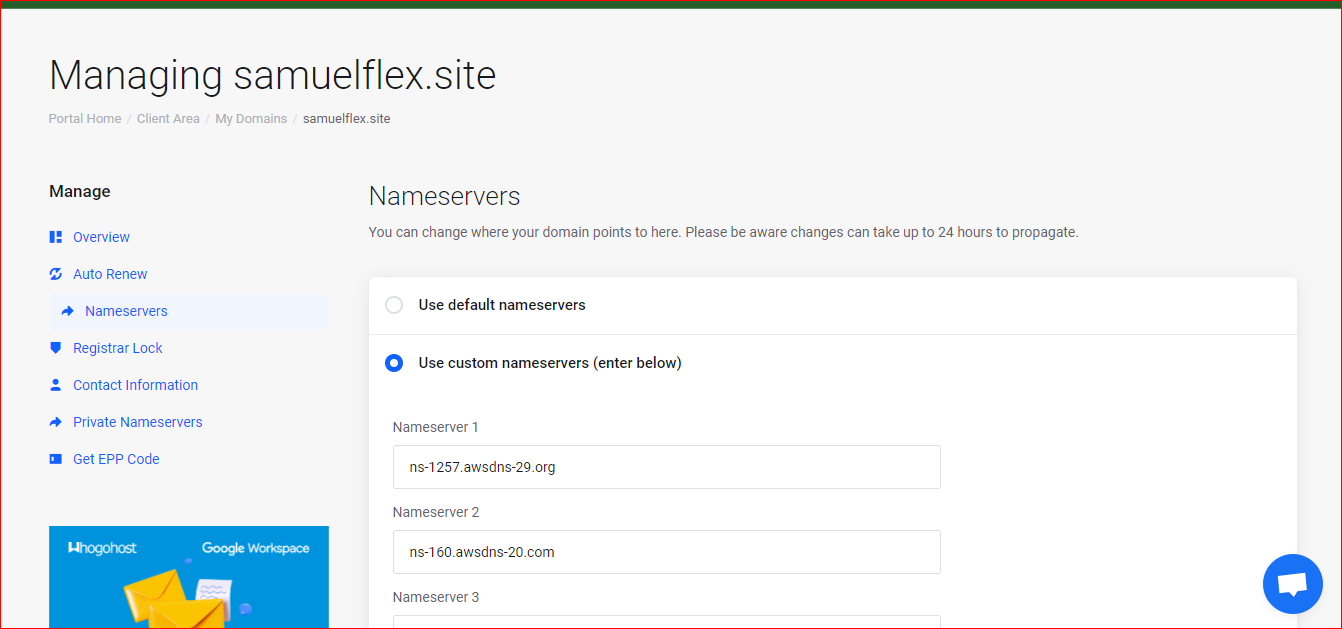 Managing samuelflex.site
Portal Home / Client Area / My Domains / samuelflex.site
Manage
Overview
Auto Renew
Nameservers
Registrar Lock
Contact Information
Private Nameservers
Get EPP Code
Whogohost Google Workspace
Nameservers
You can change where your domain points to here. Please be aware changes can take up to 24 hours to propagate.
Use default nameservers
Use custom nameservers (enter below)
Nameserver 1
ns-1257.awsdns-29.org
Nameserver 2
ns-160.awsdns-20.com
Nameserver 3